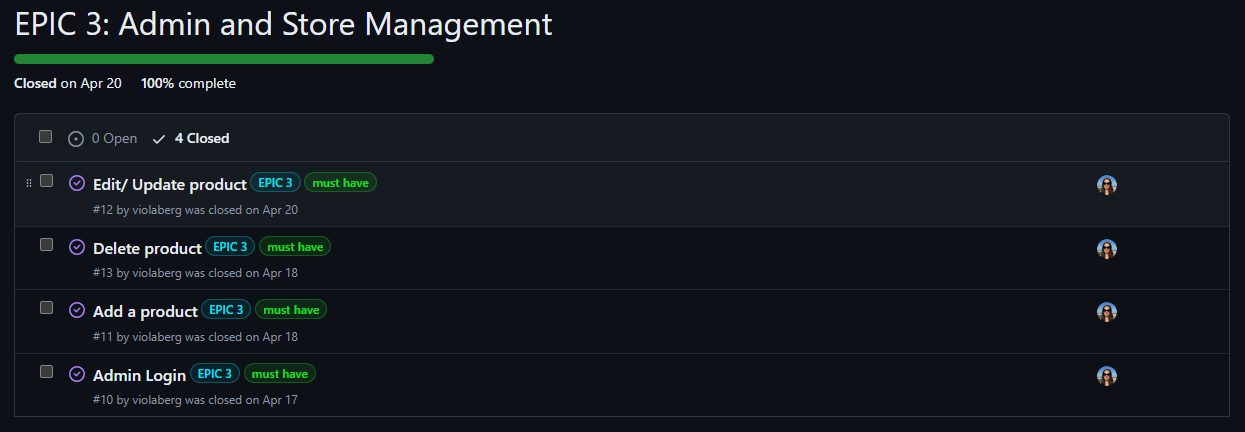 EPIC 3: Admin and Store Management
Closed on Apr 20 100% complete
0 Open 4 Closed
Edit/ Update product EPIC 3 must have
#12 by violaberg was closed on Apr 20
Delete product EPIC 3 must have
#13 by violaberg was closed on Apr 18
Add a product EPIC 3 must have
#11 by violaberg was closed on Apr 18
Admin Login EPIC 3 must have
#10 by violaberg was closed on Apr 17